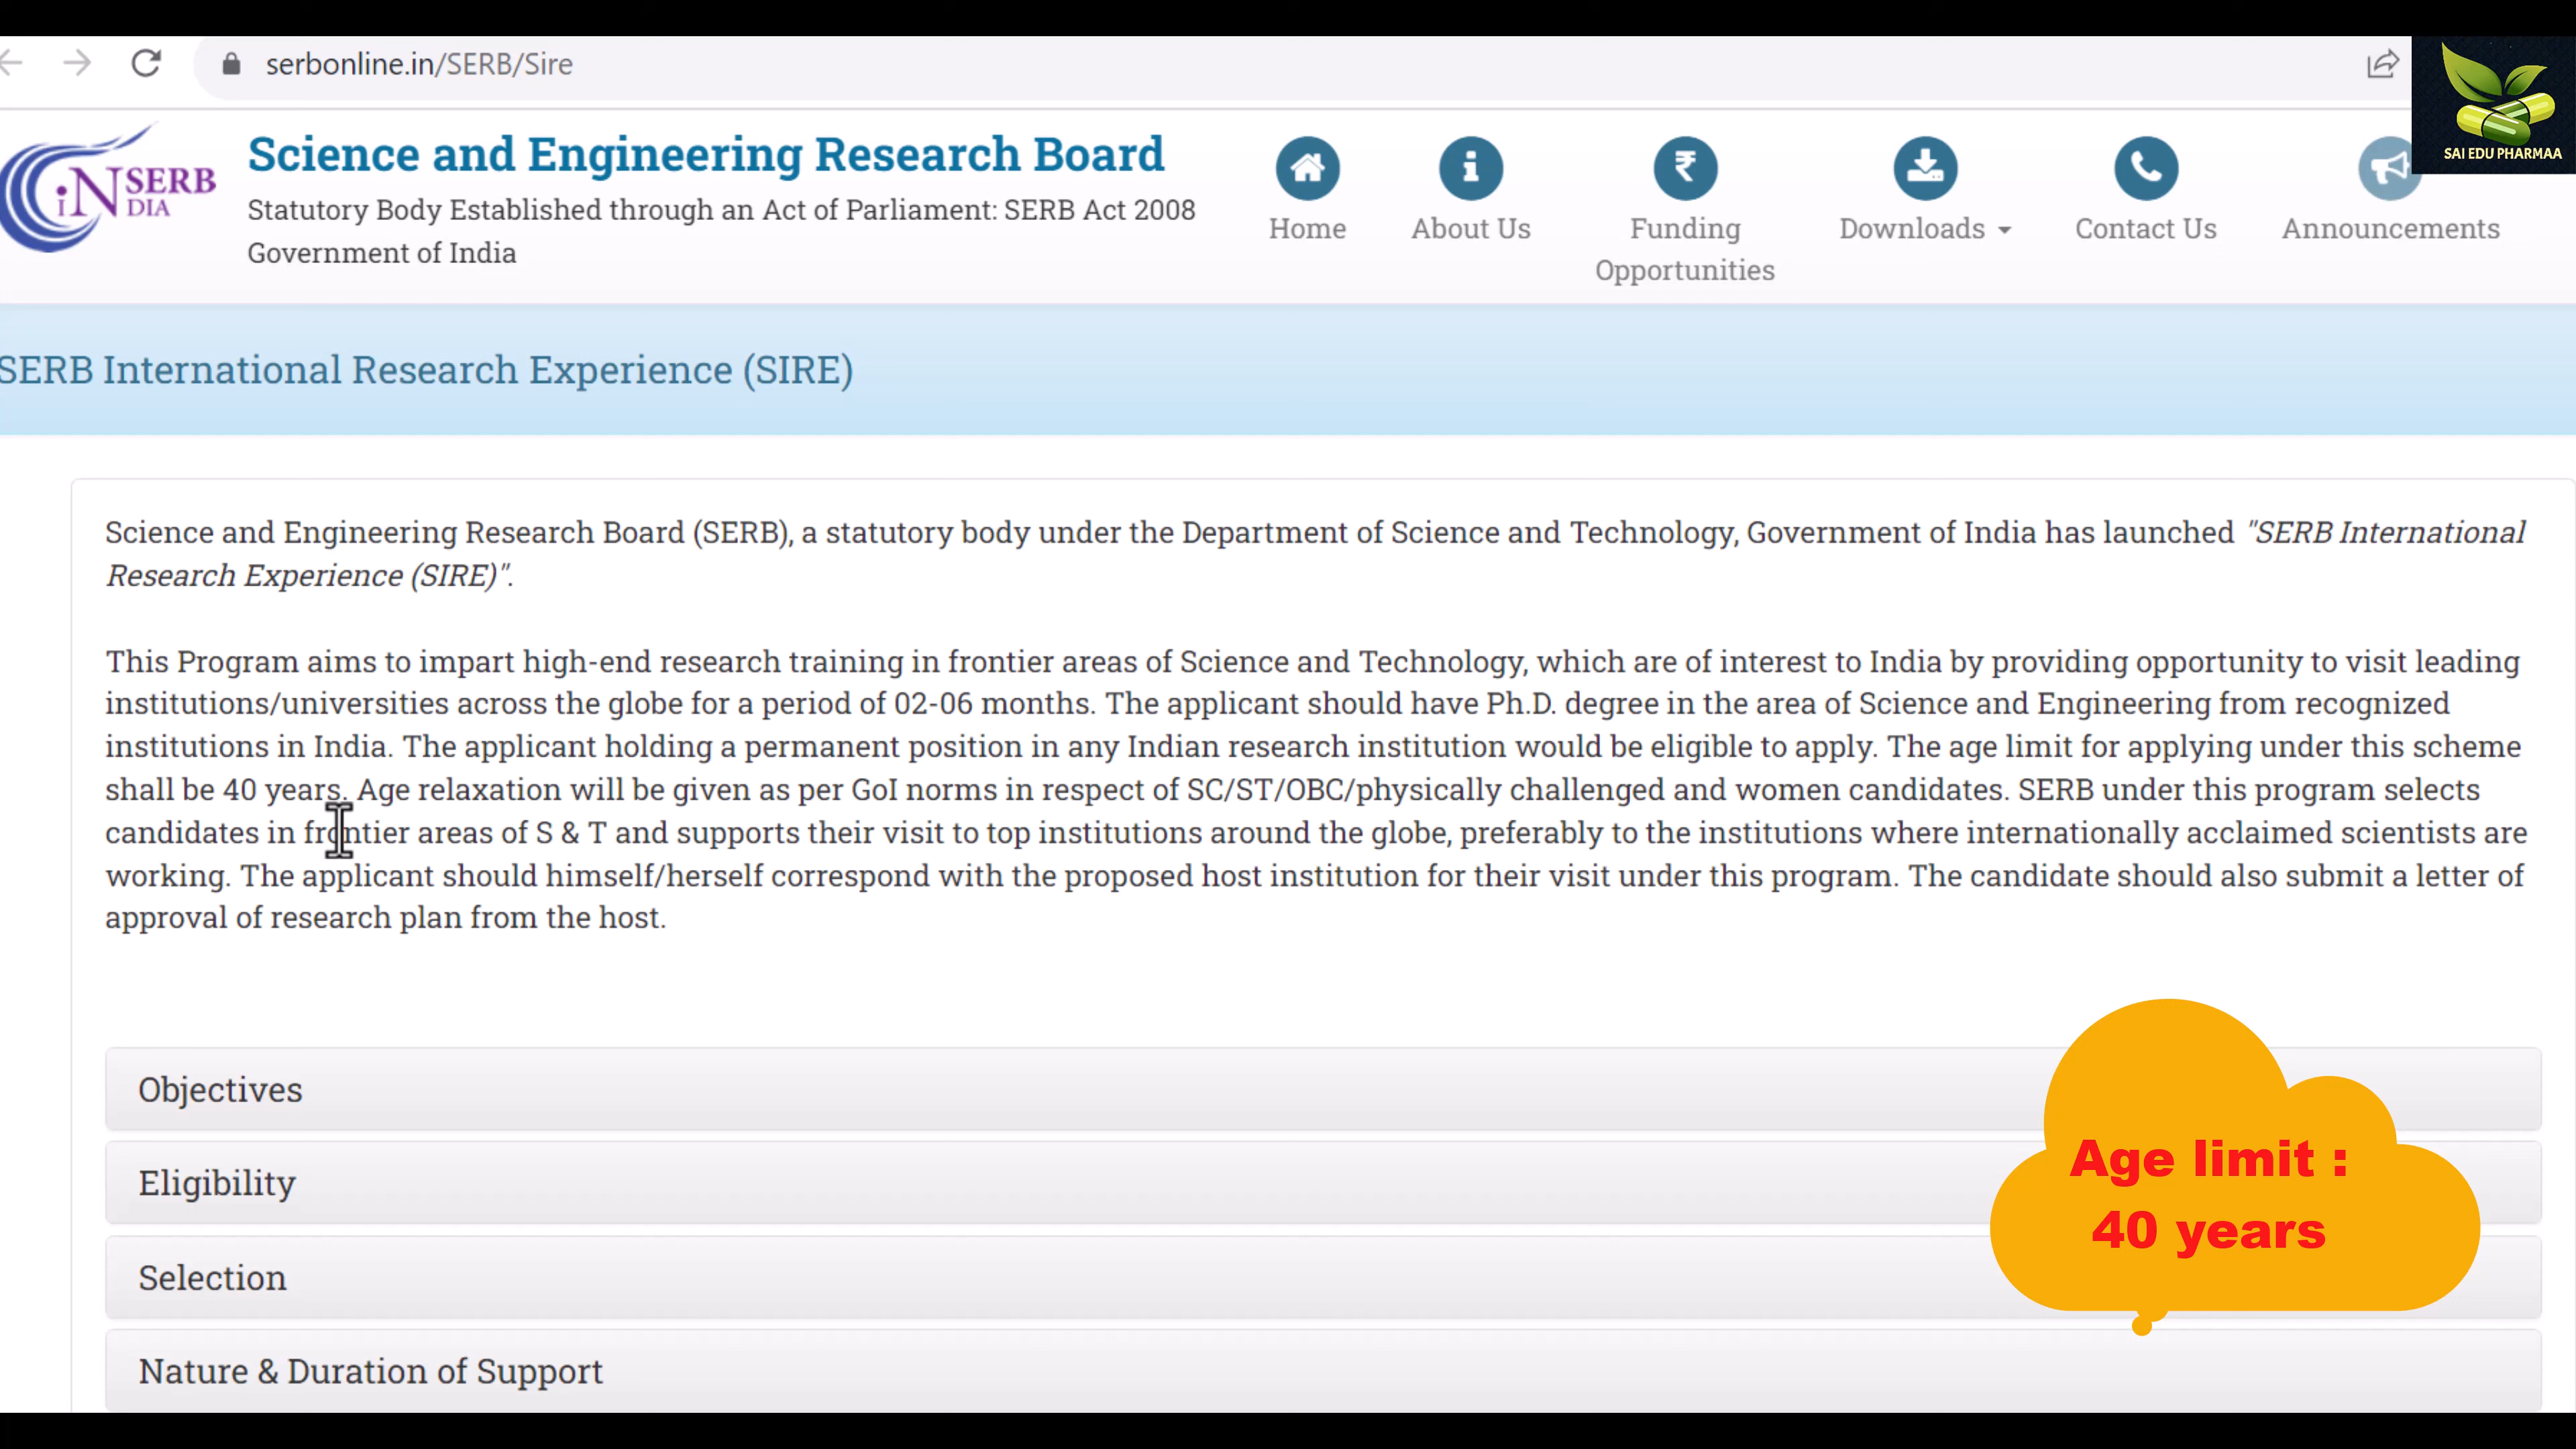 serbonline.in/SERB/Sire
SAI EDU PHARMAA
iN SERB
DIA
Science and Engineering Research Board
Statutory Body Established through an Act of Parliament: SERB Act 2008
Government of India
Home
About Us
Funding
Opportunities
Downloads
Contact Us
Announcements
SERB International Research Experience (SIRE)
Science and Engineering Research Board (SERB), a statutory body under the Department of Science and Technology, Government of India has launched "SERB International
Research Experience (SIRE)".
This Program aims to impart high-end research training in frontier areas of Science and Technology, which are of interest to India by providing opportunity to visit leading
institutions/universities across the globe for a period of 02-06 months. The applicant should have Ph.D. degree in the area of Science and Engineering from recognized
institutions in India. The applicant holding a permanent position in any Indian research institution would be eligible to apply. The age limit for applying under this scheme
shall be 40 years. Age relaxation will be given as per GoI norms in respect of SC/ST/OBC/physically challenged and women candidates. SERB under this program selects
candidates in frontier areas of S & T and supports their visit to top institutions around the globe, preferably to the institutions where internationally acclaimed scientists are
working. The applicant should himself/herself correspond with the proposed host institution for their visit under this program. The candidate should also submit a letter of
approval of research plan from the host.
Objectives
Eligibility
Selection
Nature & Duration of Support
Age limit :
40 years